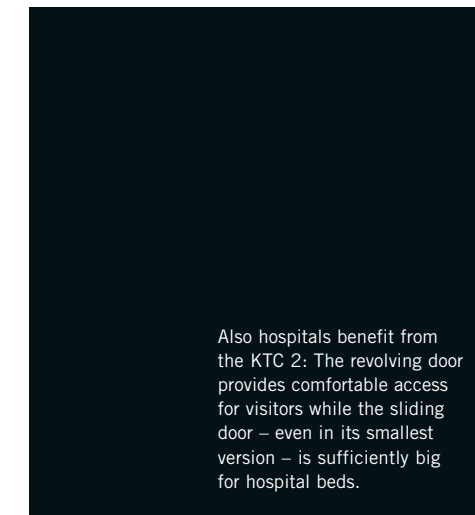 Also hospitals benefit from
the KTC 2: The revolving door
provides comfortable access
for visitors while the sliding
door – even in its smallest
version – is sufficiently big
for hospital beds.